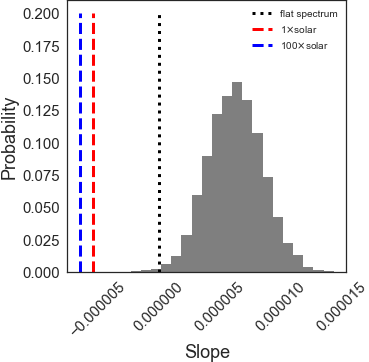 flat spectrum
1×solar
100×solar
Probability
0.200
0.175
0.150
0.125
0.100
0.075
0.050
0.025
0.000
−0.000005
0.000000
0.000005
0.000010
0.000015
Slope